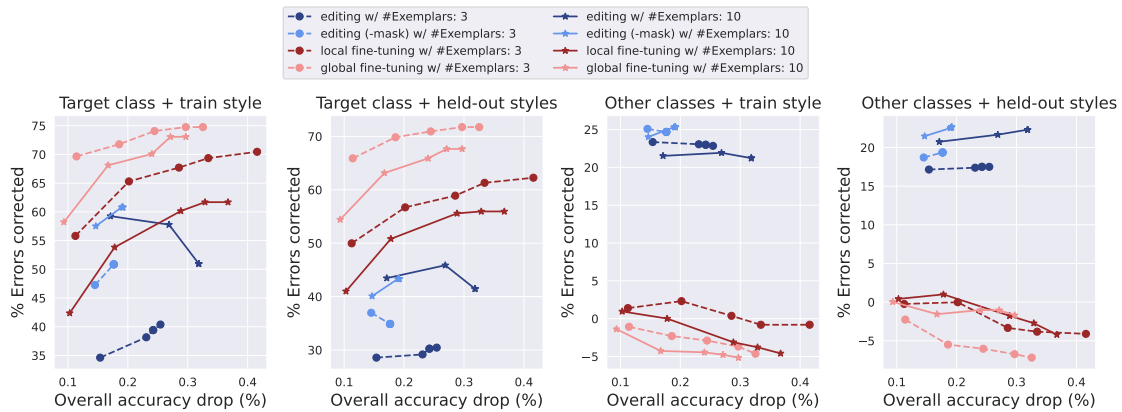 editing w/ #Exemplars: 3
editing (-mask) w/ #Exemplars: 3
local fine-tuning w/ #Exemplars: 3
global fine-tuning w/ #Exemplars: 3
editing w/ #Exemplars: 10
editing (-mask) w/ #Exemplars: 10
local fine-tuning w/ #Exemplars: 10
global fine-tuning w/ #Exemplars: 10
Target class + train style
% Errors corrected
75
70
65
60
55
50
45
40
35
0.1 0.2 0.3 0.4
Overall accuracy drop (%)
Target class + held-out styles
% Errors corrected
70
60
50
40
30
0.1 0.2 0.3 0.4
Overall accuracy drop (%)
Other classes + train style
% Errors corrected
25
20
15
10
5
0
−5
0.1 0.2 0.3 0.4
Overall accuracy drop (%)
Other classes + held-out styles
% Errors corrected
20
15
10
5
0
−5
0.1 0.2 0.3 0.4
Overall accuracy drop (%)